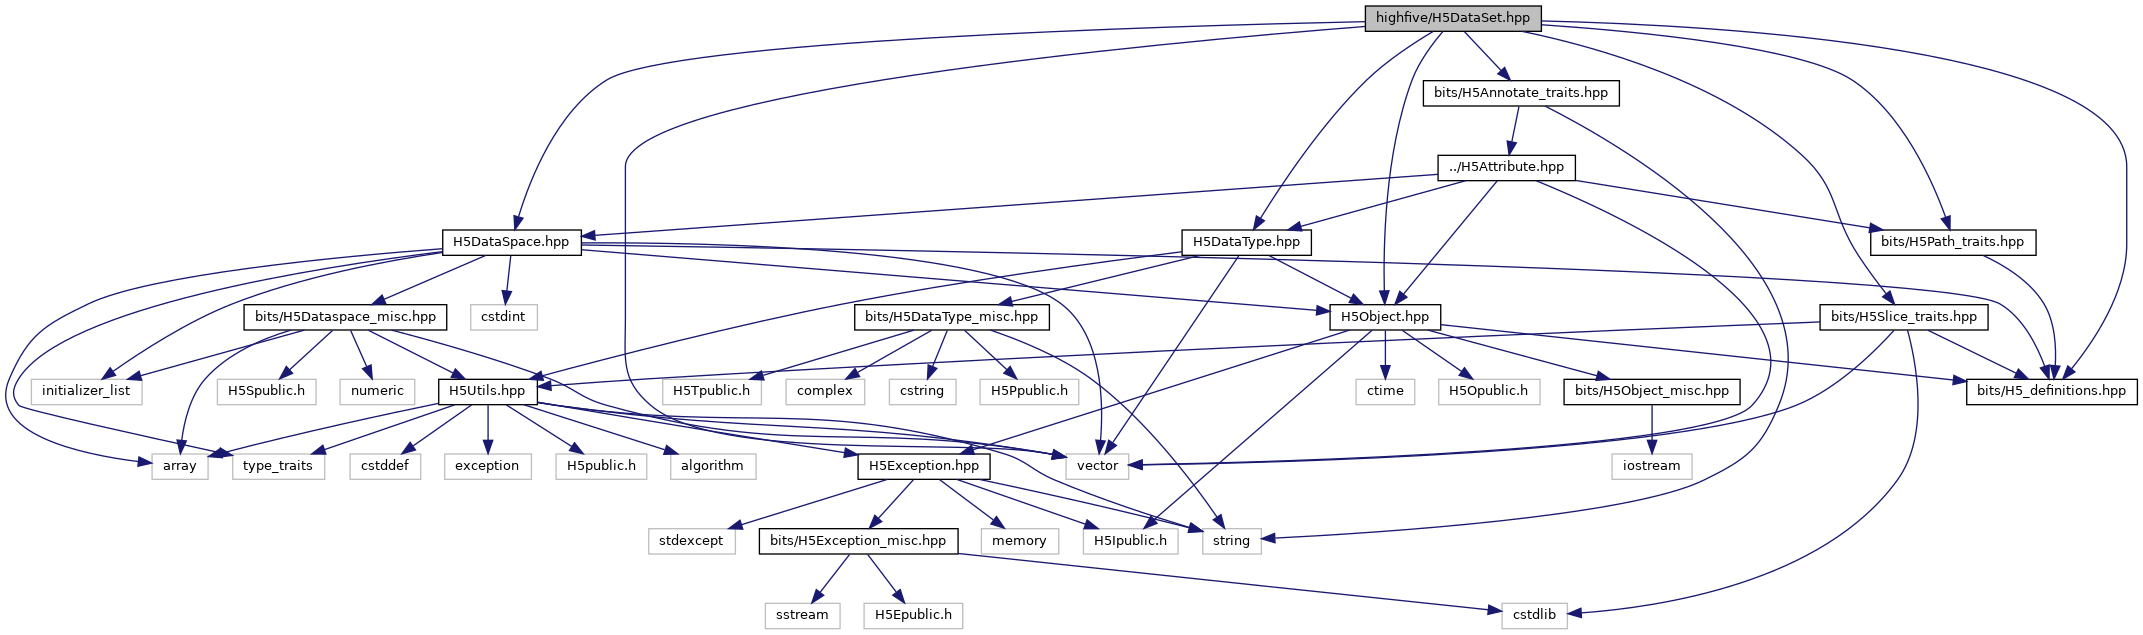 highfive/H5DataSet.hpp
bits/H5Annotate_traits.hpp
../H5Attribute.hpp
H5DataSpace.hpp
H5DataType.hpp
bits/H5Path_traits.hpp
bits/H5Dataspace_misc.hpp
cstdint
bits/H5DataType_misc.hpp
H5Object.hpp
bits/H5Slice_traits.hpp
initializer_list
H5Spublic.h
numeric
H5Utils.hpp
H5Tpublic.h
complex
cstring
H5Ppublic.h
ctime
H5Opublic.h
bits/H5Object_misc.hpp
bits/H5_definitions.hpp
array
type_traits
cstddef
exception
H5public.h
algorithm
H5Exception.hpp
vector
iostream
stdexcept
bits/H5Exception_misc.hpp
memory
H5Ipublic.h
string
sstream
H5Epublic.h
cstdlib